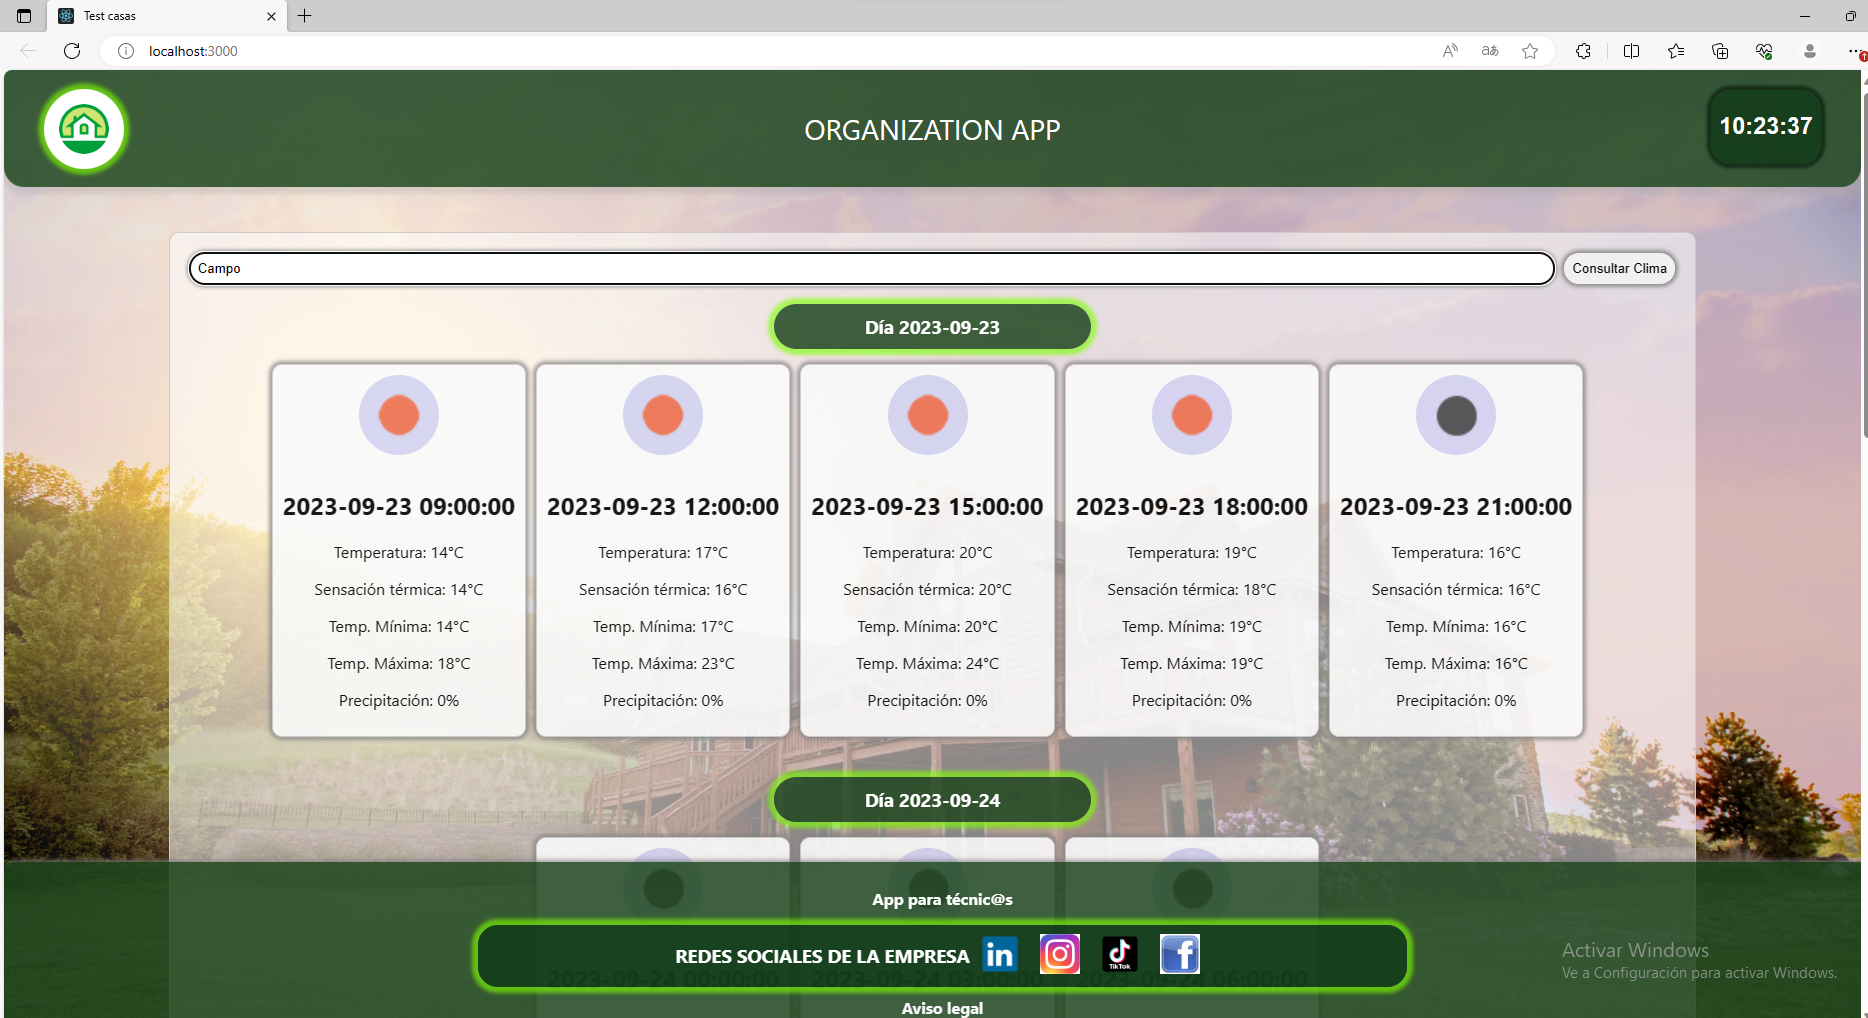 Test casas
localhost:3000
ORGANIZATION APP
10:23:37
Campo
Consultar Clima
Día 2023-09-23
2023-09-23 09:00:00
Temperatura: 14°C
Sensación térmica: 14°C
Temp. Mínima: 14°C
Temp. Máxima: 18°C
Precipitación: 0%
2023-09-23 12:00:00
Temperatura: 17°C
Sensación térmica: 16°C
Temp. Mínima: 17°C
Temp. Máxima: 23°C
Precipitación: 0%
2023-09-23 15:00:00
Temperatura: 20°C
Sensación térmica: 20°C
Temp. Mínima: 20°C
Temp. Máxima: 24°C
Precipitación: 0%
2023-09-23 18:00:00
Temperatura: 19°C
Sensación térmica: 18°C
Temp. Mínima: 19°C
Temp. Máxima: 19°C
Precipitación: 0%
2023-09-23 21:00:00
Temperatura: 16°C
Sensación térmica: 16°C
Temp. Mínima: 16°C
Temp. Máxima: 16°C
Precipitación: 0%
Día 2023-09-24
App para técnic@s
REDES SOCIALES DE LA EMPRESA
in
TikTok
f
2023-09-24 00:00:00
2023-09-24 03:00:00
2023-09-24 06:00:00
Aviso legal
Activar Windows
Ve a Configuración para activar Windows.